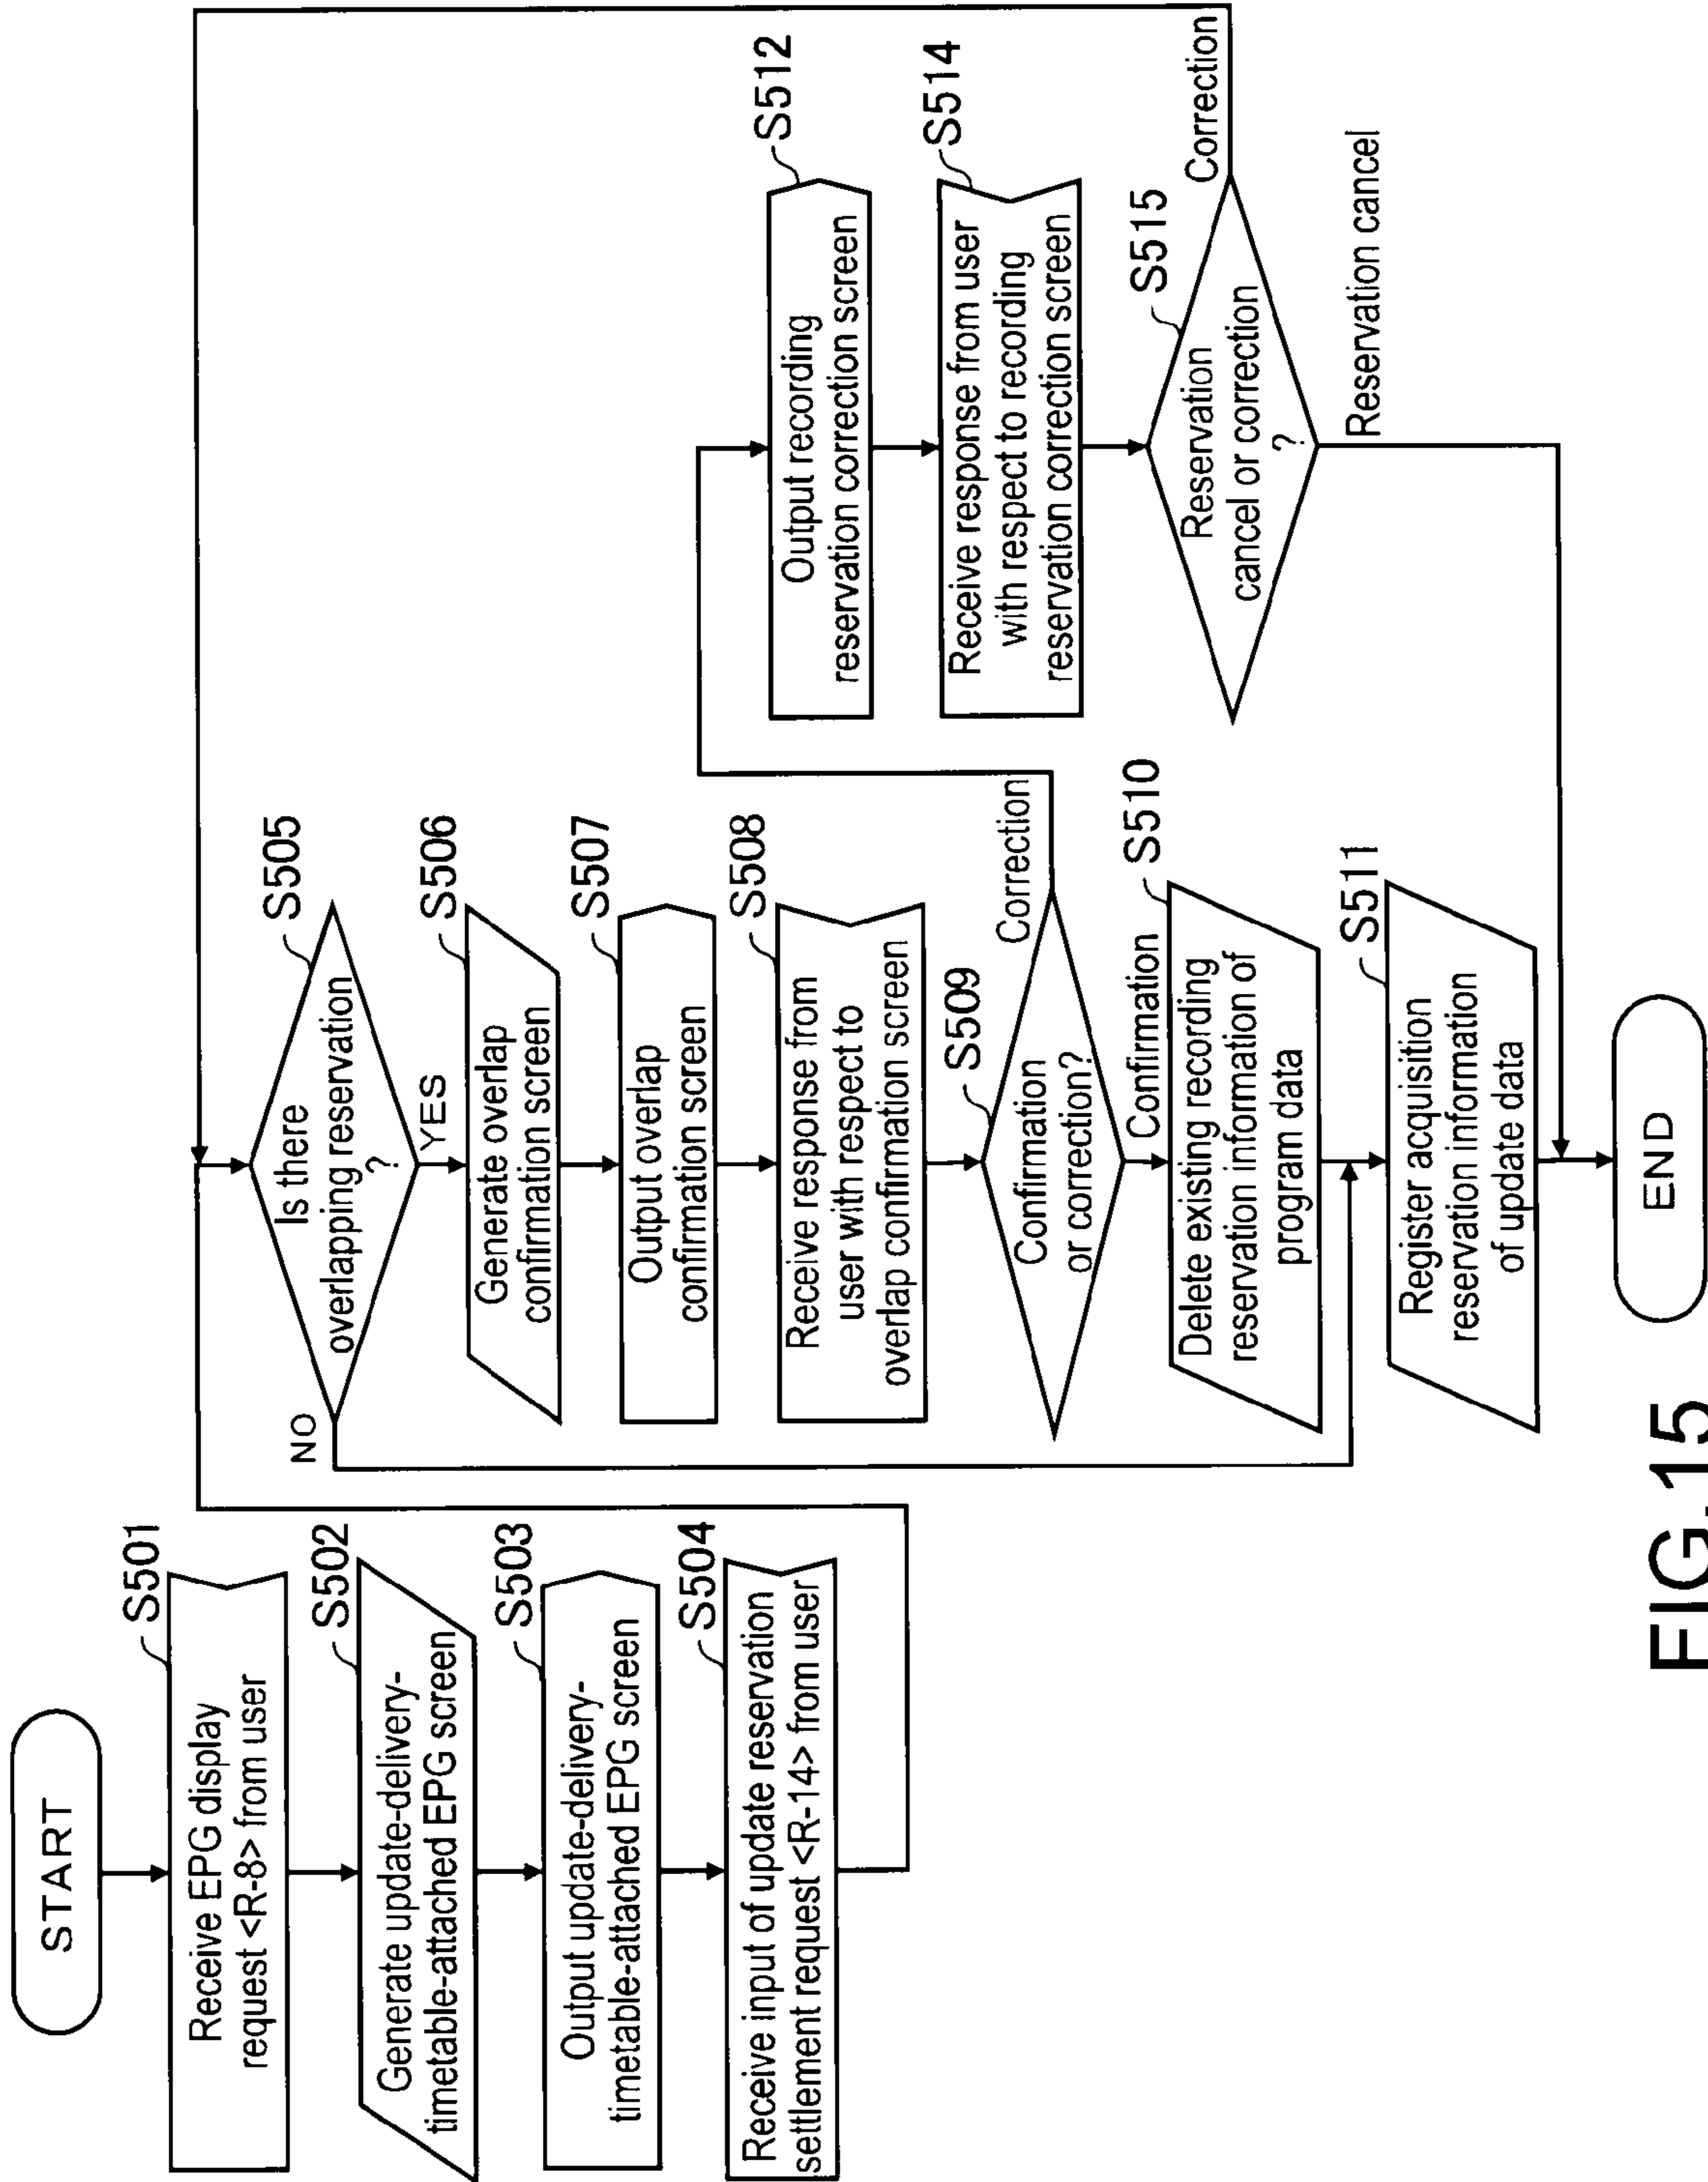 START
S501
Receive EPG display
request <R-8> from user
S502
Generate update-delivery-
timetable-attached EPG screen
S503
Output update-delivery-
timetable-attached EPG screen
S504
Receive input of update reservation
settlement request <R-14> from user
S505
Is there
overlapping reservation
?
NO
YES
S506
Generate overlap
confirmation screen
S507
Output overlap
confirmation screen
S508
Receive response from
user with respect to
overlap confirmation screen
S509
Confirmation
or correction?
Correction
Confirmation
S510
Delete existing recording
reservation information of
program data
S511
Register acquisition
reservation information
of update data
END
S512
Output recording
reservation correction screen
S514
Receive response from user
with respect to recording
reservation correction screen
S515
Reservation
cancel or correction
?
Correction
Reservation cancel
FIG.15